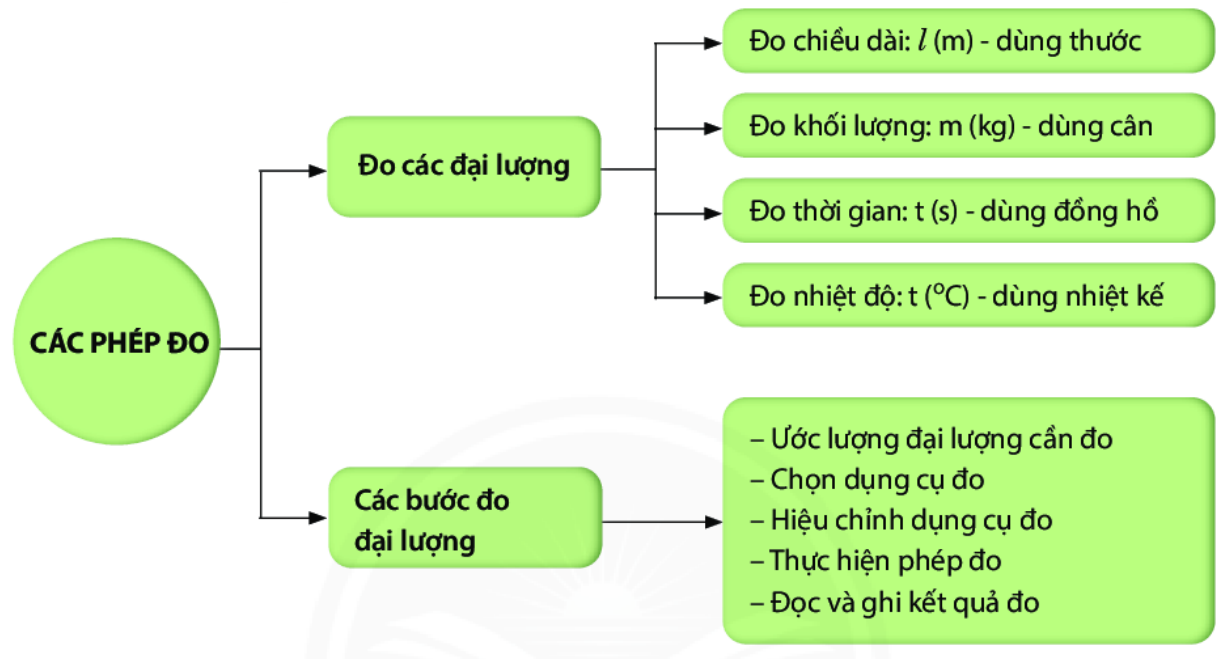 CÁC PHÉP ĐO
Đo các đại lượng
Đo chiều dài: l (m) - dùng thước
Đo khối lượng: m (kg) - dùng cân
Đo thời gian: t (s) - dùng đồng hồ
Đo nhiệt độ: t (°C) - dùng nhiệt kế
Các bước đo
đại lượng
– Ước lượng đại lượng cần đo
– Chọn dụng cụ đo
– Hiệu chỉnh dụng cụ đo
– Thực hiện phép đo
– Đọc và ghi kết quả đo